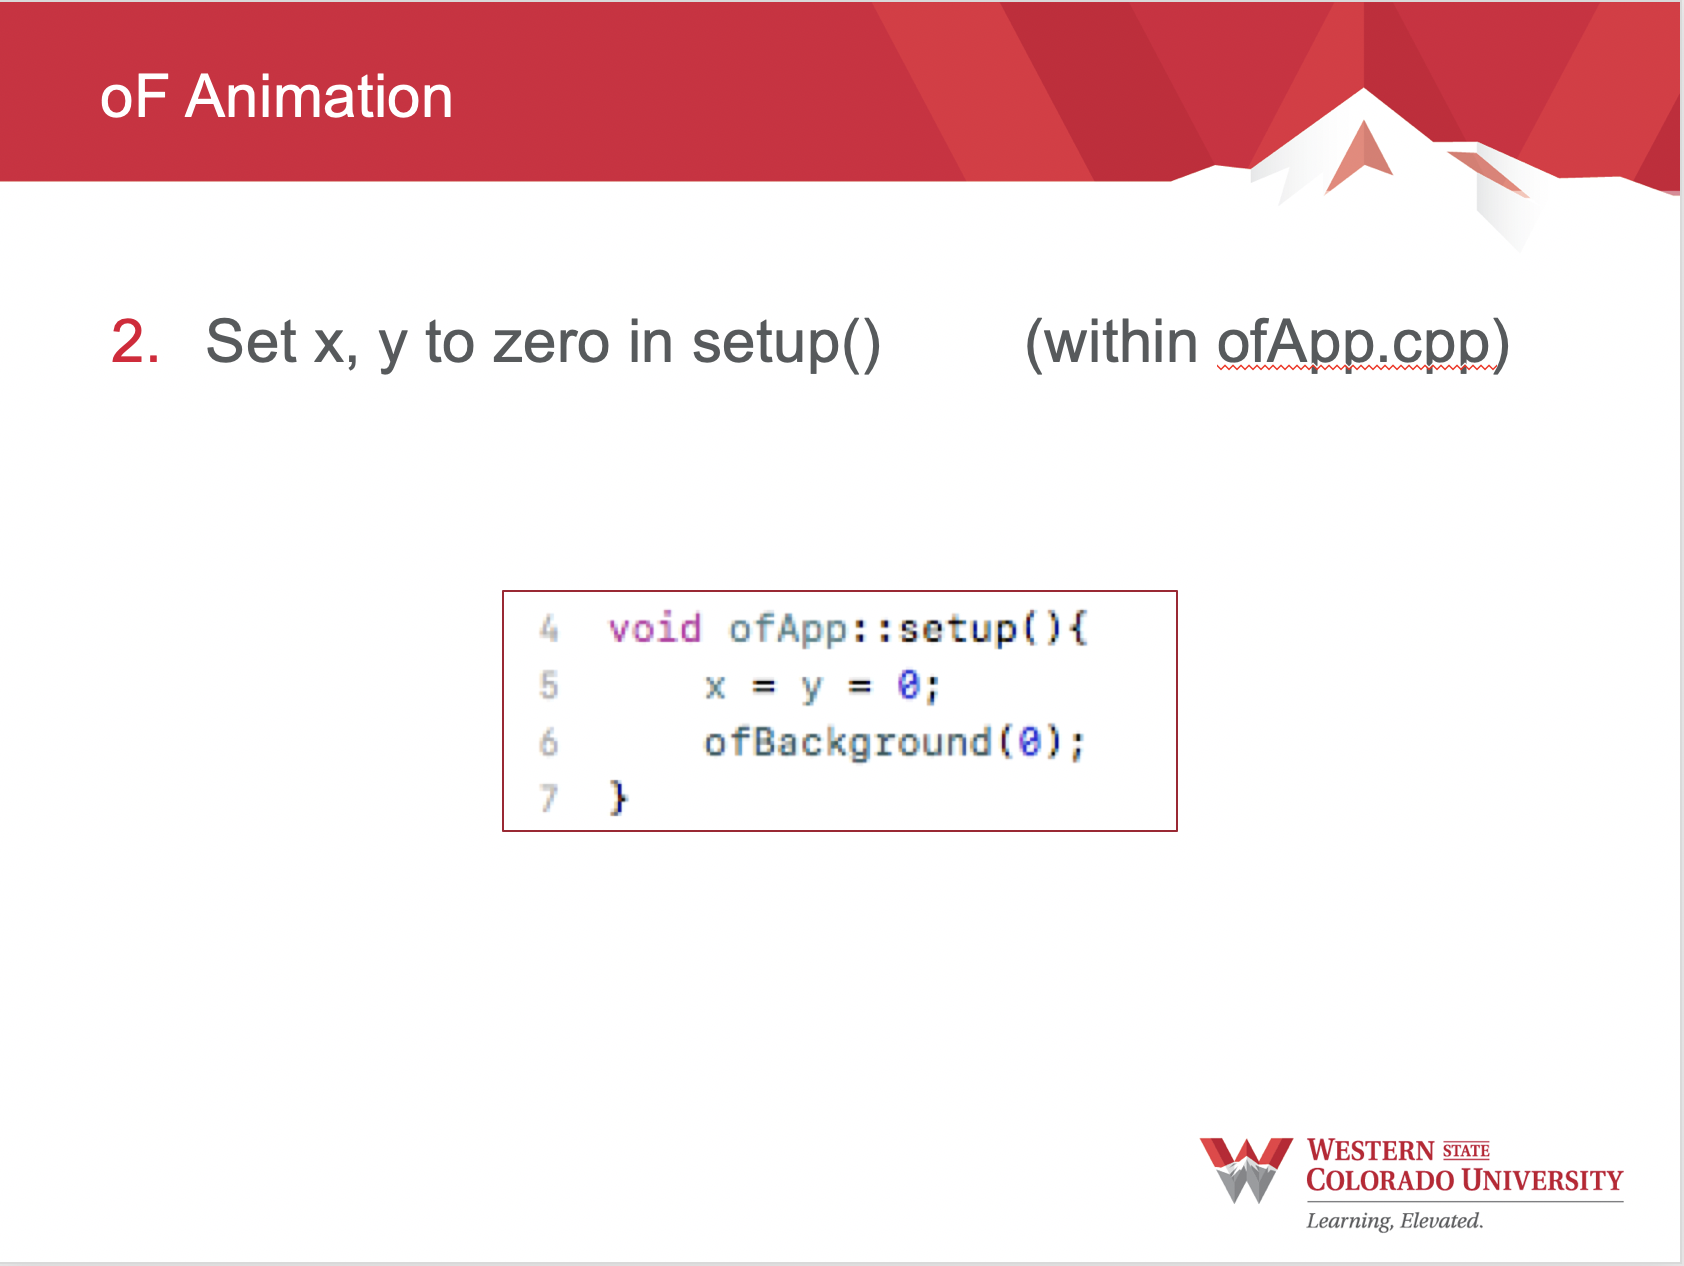 oF Animation
2. Set x, y to zero in setup() (within ofApp.cpp)
4 void ofApp::setup(){
5 x = y = 0;
6 ofBackground(0);
7 }
WESTERN STATE
COLORADO UNIVERSITY
Learning, Elevated.